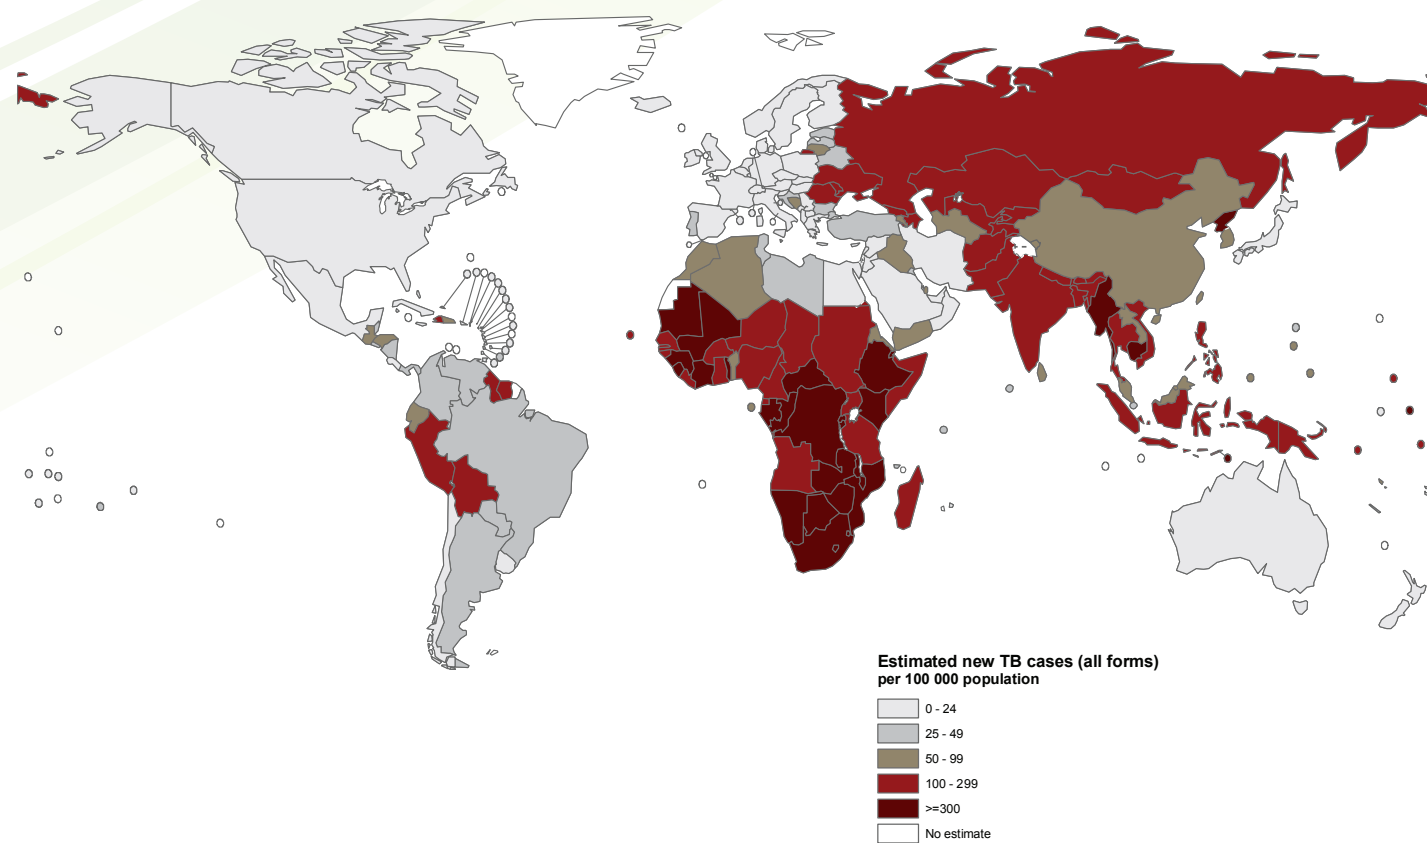 Estimated new TB cases (all forms)
per 100 000 population
0 - 24
25 - 49
50 - 99
100 - 299
>=300
No estimate